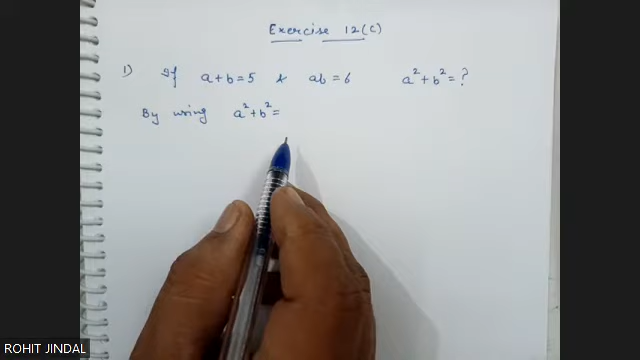 Exercise 12(C)
1) If a+b=5 & ab=6 a²+b²=?
By using a²+b²=
ROHIT JINDAL